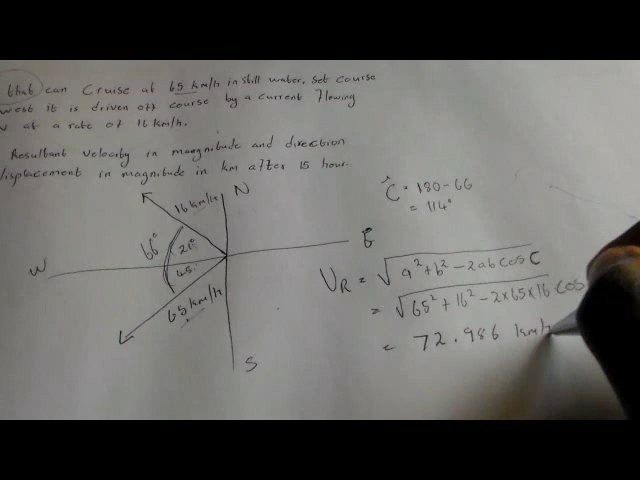 that can Cruise at 65 km/h in still water, set course
west it is driven off course by a current flowing
at a rate of 16 km/h.
Resultant Velocity in maagnitude and direction
displacement in magnitude in km after 15 hour.
N
16 km/h
66°
21°
45
W
E
65 km/h
S
Ĉ = 180-66
= 114°
VR = √a²+b²-2ab cos C
= √65²+16²-2×65×16 cos
= 72.986 km/h